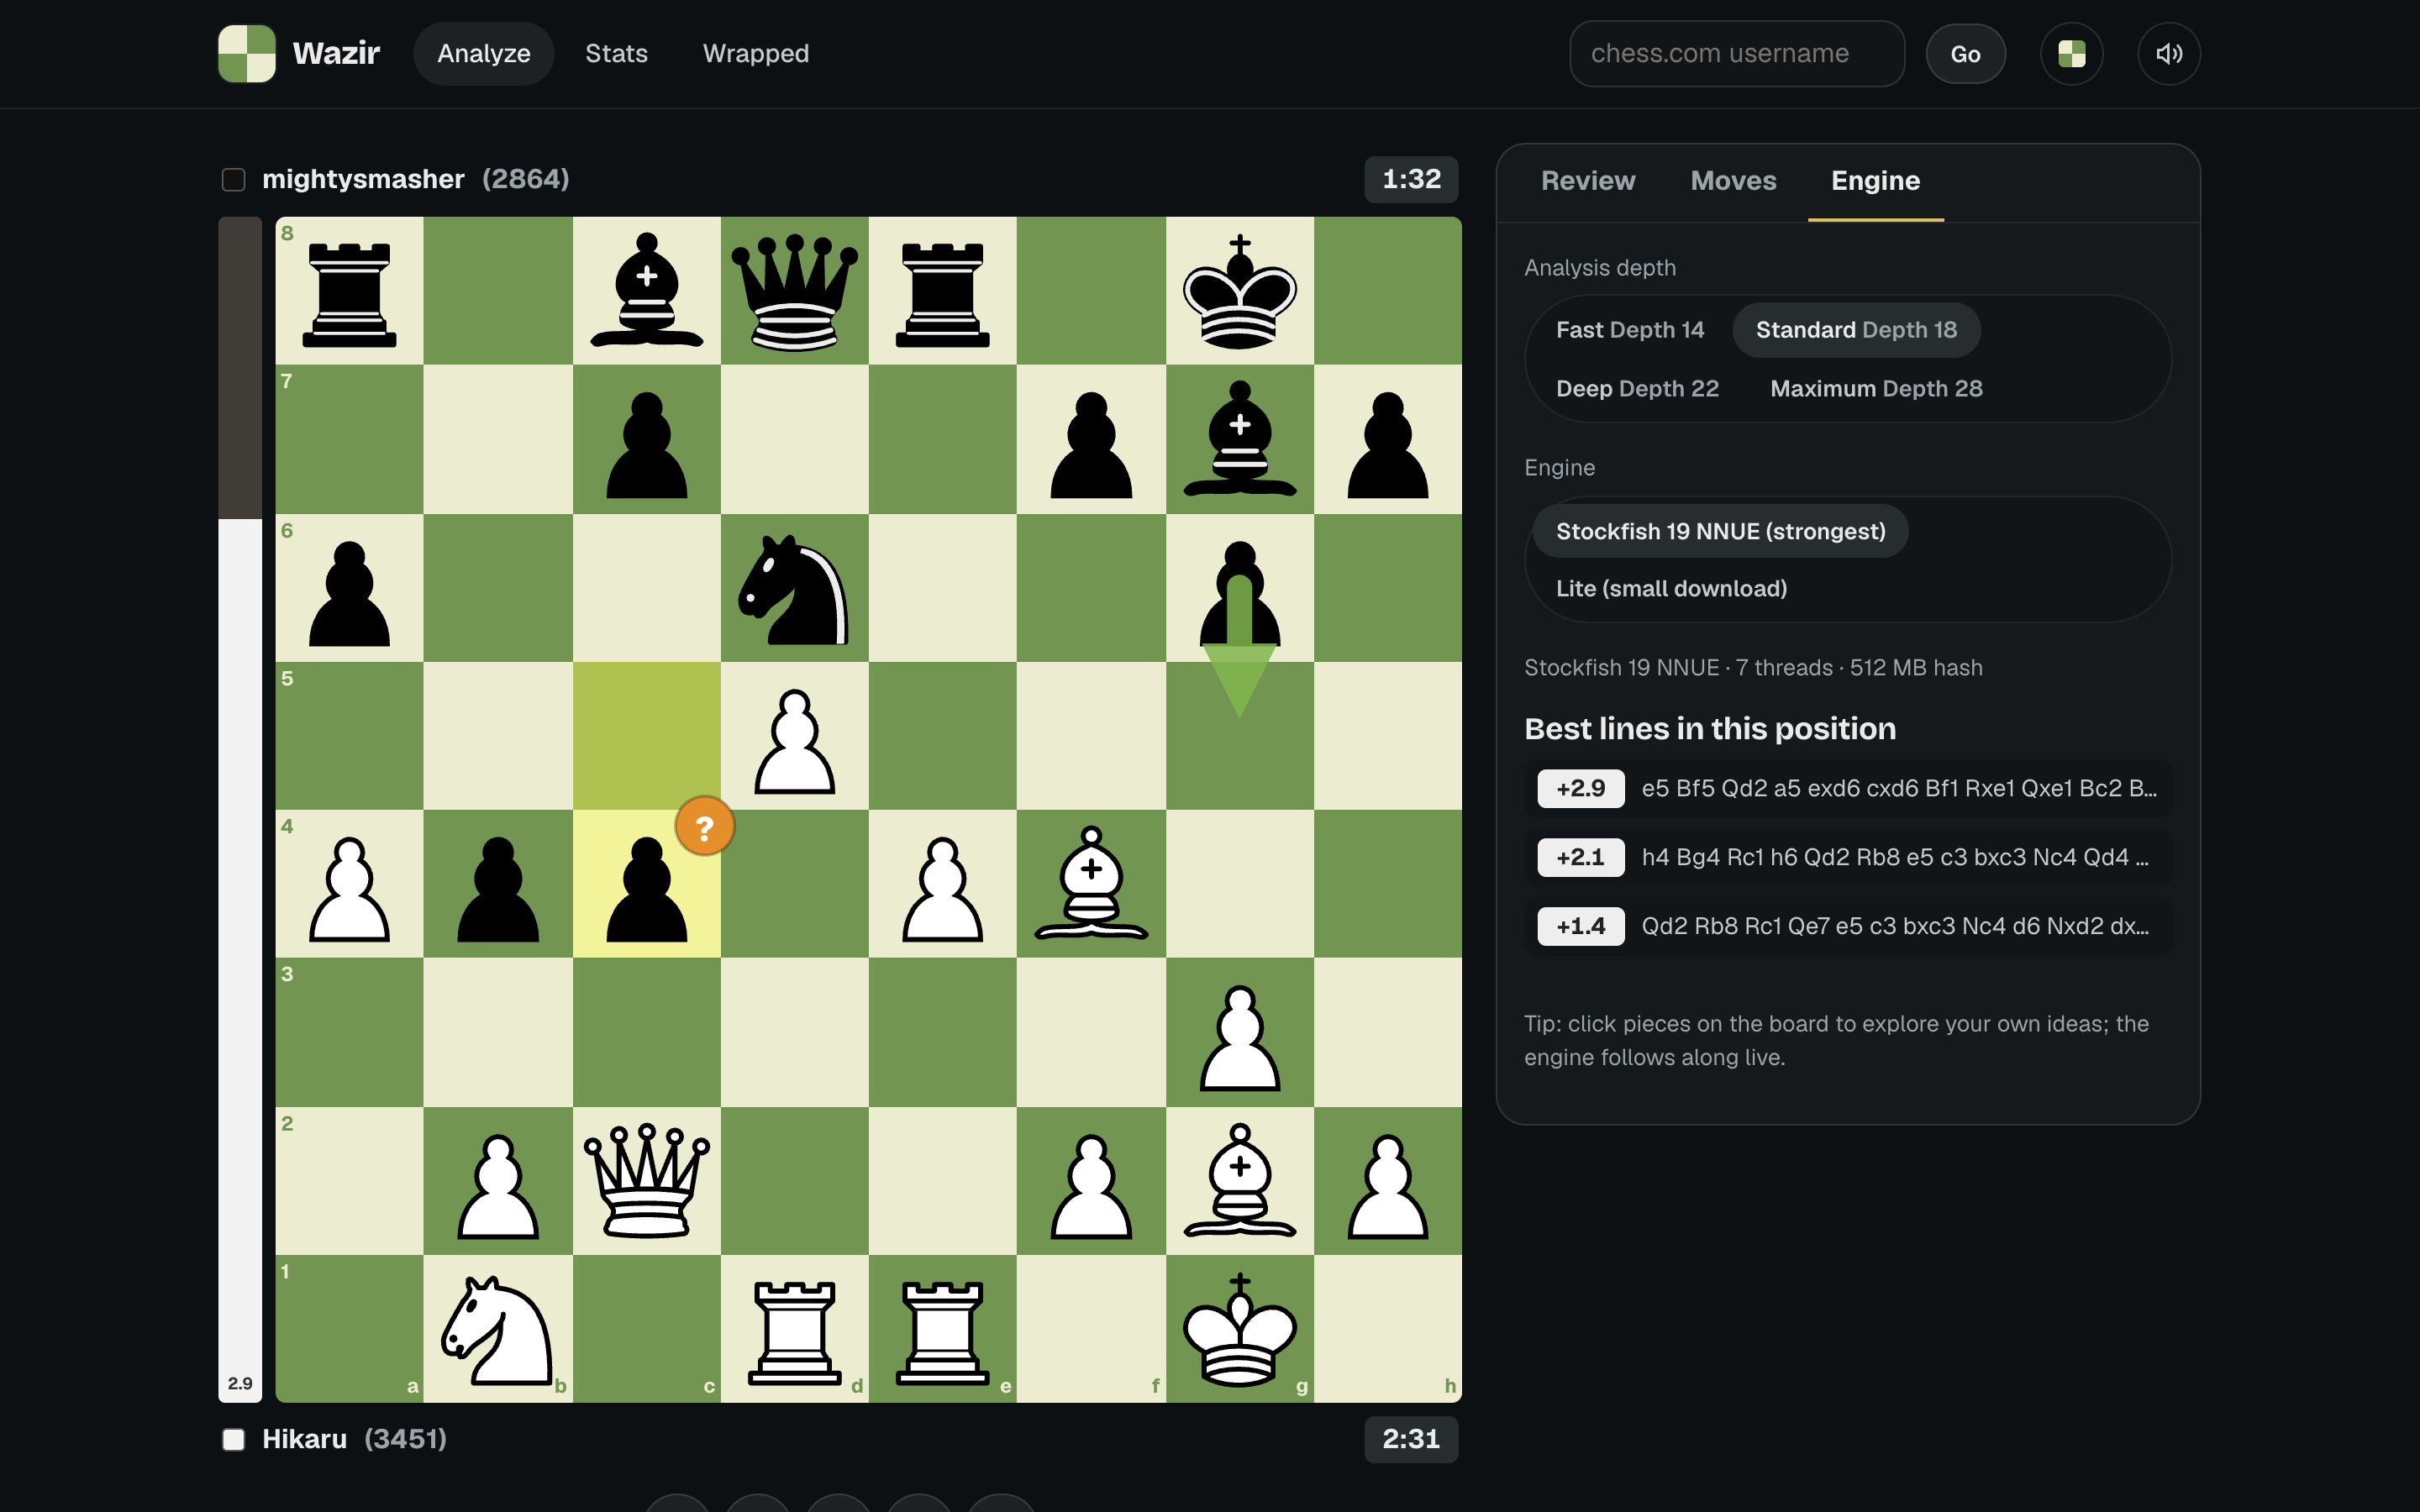 Wazir Analyze Stats Wrapped chess.com username Go
mightysmasher (2864) 1:32
8
7
6
5
4
3
2
1
a b c d e f g h
?
2.9
Hikaru (3451) 2:31
Review Moves Engine
Analysis depth
Fast Depth 14 Standard Depth 18
Deep Depth 22 Maximum Depth 28
Engine
Stockfish 19 NNUE (strongest)
Lite (small download)
Stockfish 19 NNUE · 7 threads · 512 MB hash
Best lines in this position
+2.9 e5 Bf5 Qd2 a5 exd6 cxd6 Bf1 Rxe1 Qxe1 Bc2 B...
+2.1 h4 Bg4 Rc1 h6 Qd2 Rb8 e5 c3 bxc3 Nc4 Qd4 ...
+1.4 Qd2 Rb8 Rc1 Qe7 e5 c3 bxc3 Nc4 d6 Nxd2 dx...
Tip: click pieces on the board to explore your own ideas; the
engine follows along live.